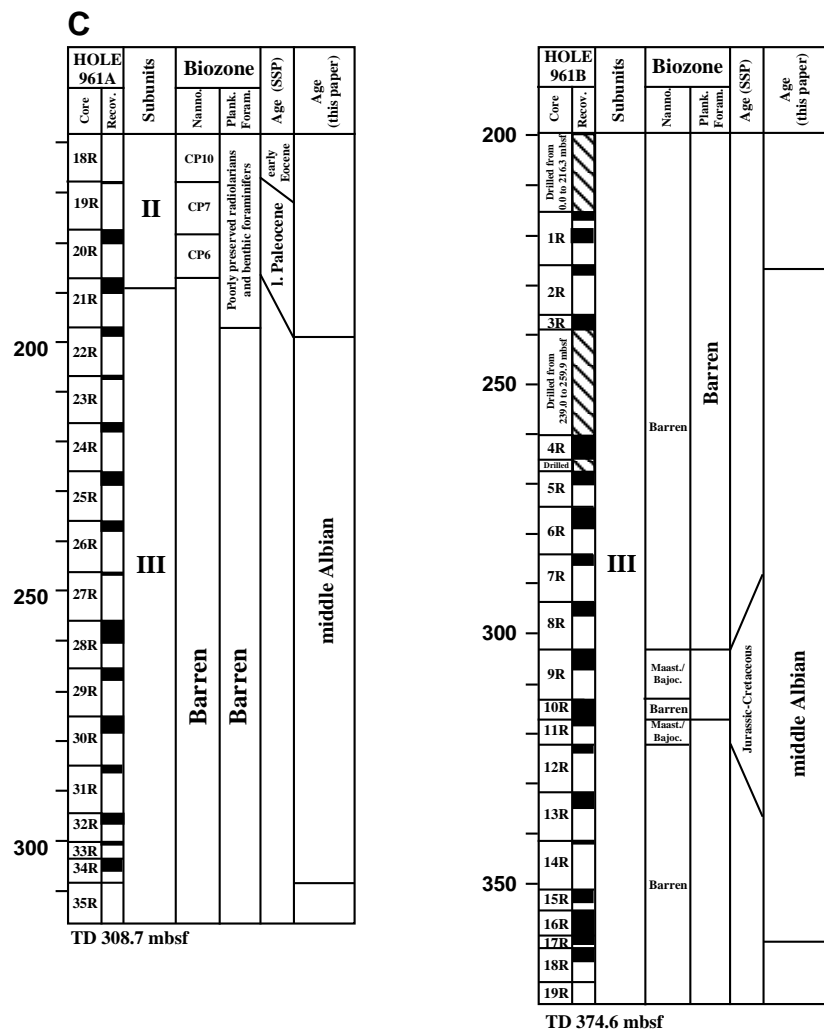 C
HOLE
961A
Subunits
Biozone
Age (SSP)
Age
(this paper)
Core
Recov.
Nanno.
Plank.
Foram.
18R
19R
20R
21R
22R
23R
24R
25R
26R
27R
28R
29R
30R
31R
32R
33R
34R
35R
200
250
300
II
III
CP10
CP7
CP6
Barren
Poorly preserved radiolarians
and benthic foraminifers
Barren
early
Eocene
l. Paleocene
middle Albian
TD 308.7 mbsf
HOLE
961B
Subunits
Biozone
Age (SSP)
Age
(this paper)
Core
Recov.
Nanno.
Plank.
Foram.
200
250
300
350
Drilled from
0.0 to 216.3 mbsf
1R
2R
3R
Drilled from
239.0 to 259.9 mbsf
4R
Drilled
5R
6R
7R
8R
9R
10R
11R
12R
13R
14R
15R
16R
17R
18R
19R
III
Barren
Maast./
Bajoc.
Barren
Maast./
Bajoc.
Barren
Barren
Jurassic-Cretaceous
middle Albian
TD 374.6 mbsf